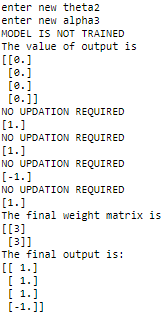 enter new theta2
enter new alpha3
MODEL IS NOT TRAINED
The value of output is
[[0.]
 [0.]
 [0.]
 [0.]]
NO UPDATION REQUIRED
[1.]
NO UPDATION REQUIRED
[1.]
NO UPDATION REQUIRED
[-1.]
NO UPDATION REQUIRED
[1.]
The final weight matrix is
[[3]
 [3]]
The final output is:
[[ 1.]
 [ 1.]
 [ 1.]
 [-1.]]